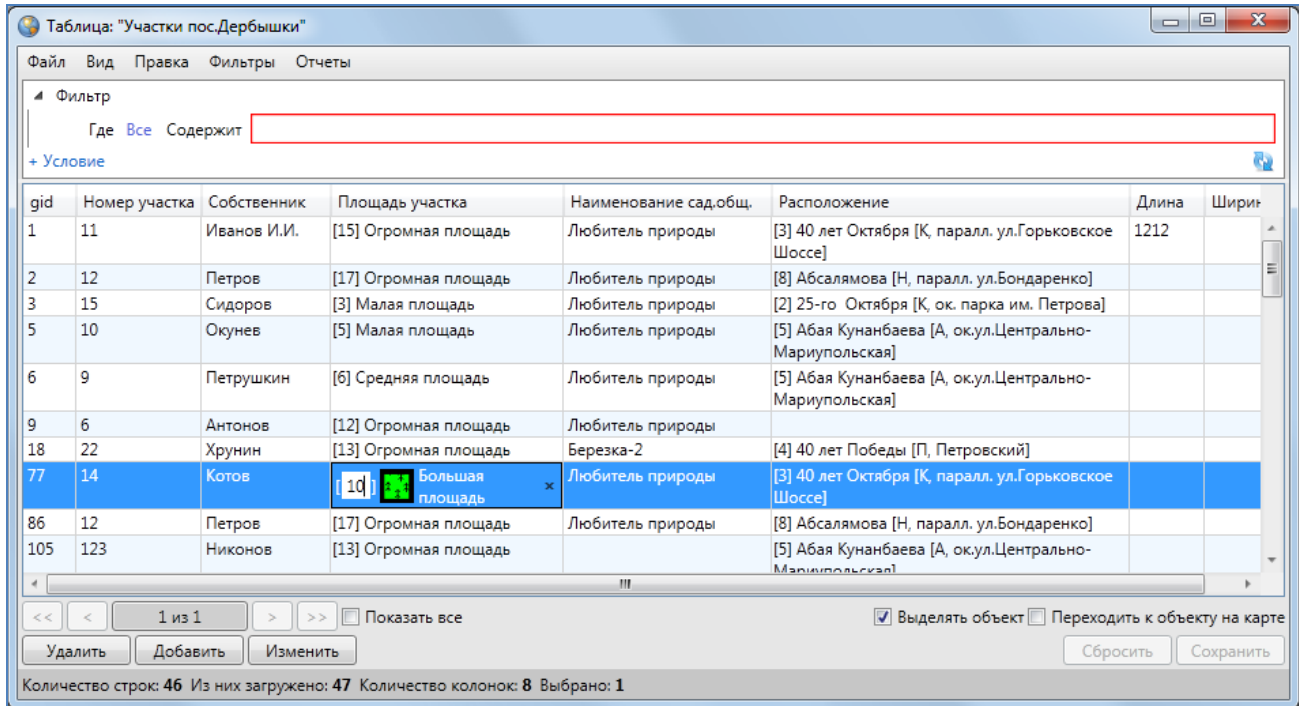 Таблица: "Участки пос.Дербышки"
Файл Вид Правка Фильтры Отчеты
Фильтр
Где Все Содержит
+ Условие
gid Номер участка Собственник Площадь участка Наименование сад.общ. Расположение Длина Ширин
1 11 Иванов И.И. [15] Огромная площадь Любитель природы [3] 40 лет Октября [К, паралл. ул.Горьковское 1212
Шоссе]
2 12 Петров [17] Огромная площадь Любитель природы [8] Абсалямова [Н, паралл. ул.Бондаренко]
3 15 Сидоров [3] Малая площадь Любитель природы [2] 25-го Октября [К, ок. парка им. Петрова]
5 10 Окунев [5] Малая площадь Любитель природы [5] Абая Кунанбаева [А, ок.ул.Центрально-
Мариупольская]
6 9 Петрушкин [6] Средняя площадь Любитель природы [5] Абая Кунанбаева [А, ок.ул.Центрально-
Мариупольская]
9 6 Антонов [12] Огромная площадь Любитель природы
18 22 Хрунин [13] Огромная площадь Березка-2 [4] 40 лет Победы [П, Петровский]
77 14 Котов [10] Большая Любитель природы [3] 40 лет Октября [К, паралл. ул.Горьковское
площадь Шоссе]
86 12 Петров [17] Огромная площадь Любитель природы [8] Абсалямова [Н, паралл. ул.Бондаренко]
105 123 Никонов [13] Огромная площадь [5] Абая Кунанбаева [А, ок.ул.Центрально-
Мариупольская]
<< < 1 из 1 > >> Показать все Выделять объект Переходить к объекту на карте
Удалить Добавить Изменить Сбросить Сохранить
Количество строк: 46 Из них загружено: 47 Количество колонок: 8 Выбрано: 1